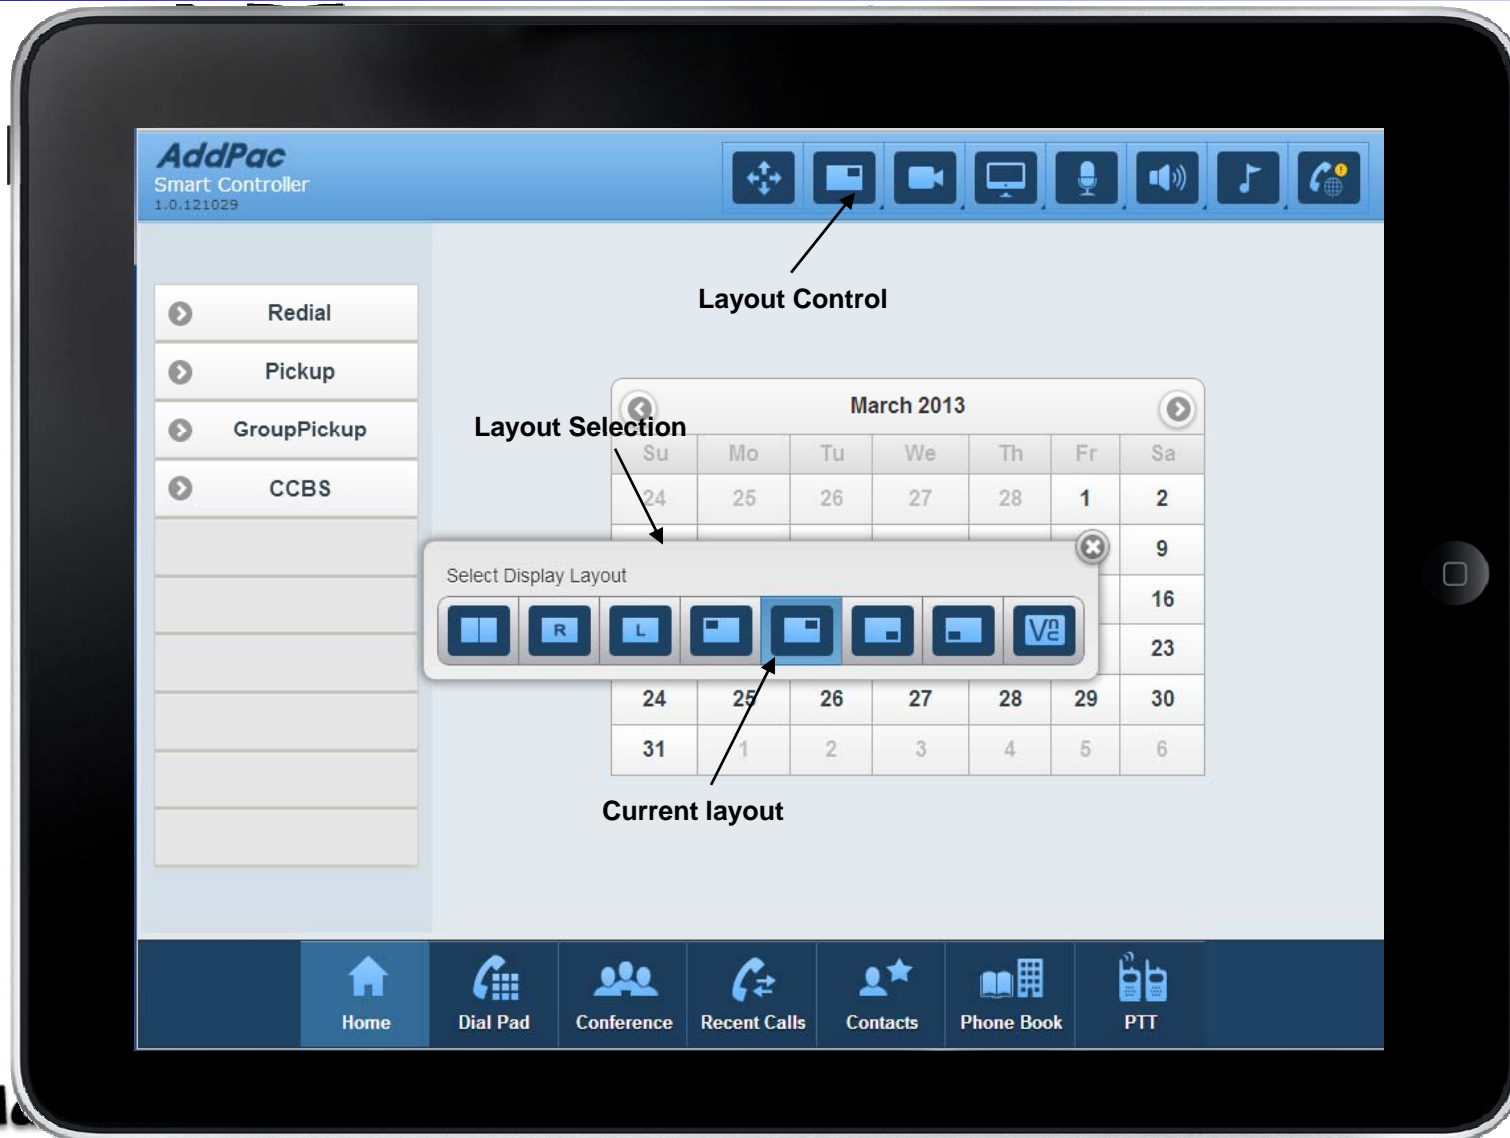 AddPac
Smart Controller
1.0.121029
Layout Control
Redial
Pickup
GroupPickup
CCBS
March 2013
Layout Selection
Su Mo Tu We Th Fr Sa
24 25 26 27 28 1 2
9
Select Display Layout
16
R L Vnc
23
24 25 26 27 28 29 30
31 1 2 3 4 5 6
Current layout
Home Dial Pad Conference Recent Calls Contacts Phone Book PTT